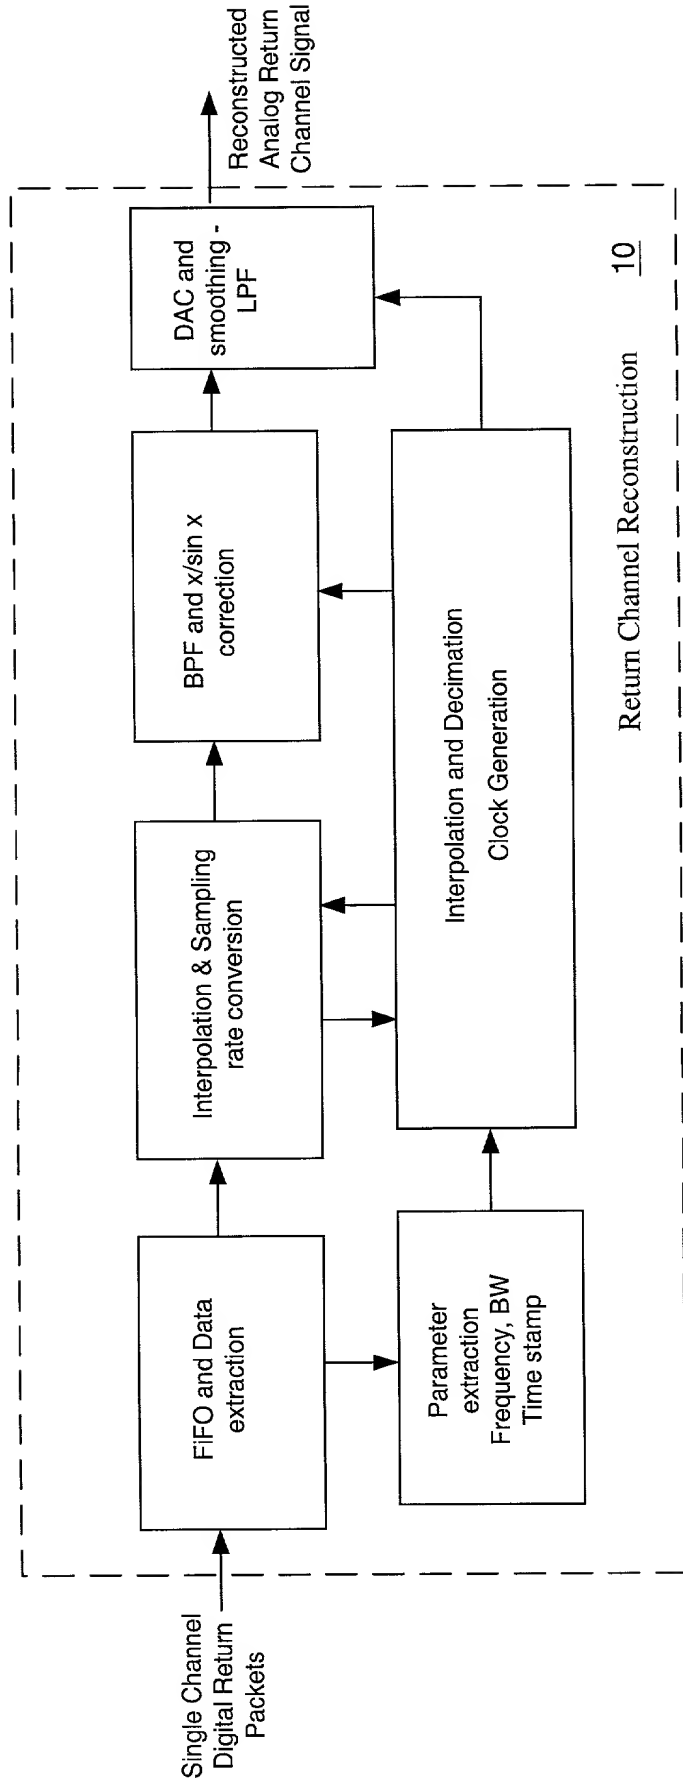 Single Channel
Digital Return
Packets
FiFO and Data
extraction
Interpolation & Sampling
rate conversion
BPF and x/sin x
correction
DAC and
smoothing -
LPF
Reconstructed
Analog Return
Channel Signal
Parameter
extraction
Frequency, BW
Time stamp
Interpolation and Decimation
Clock Generation
Return Channel Reconstruction
10